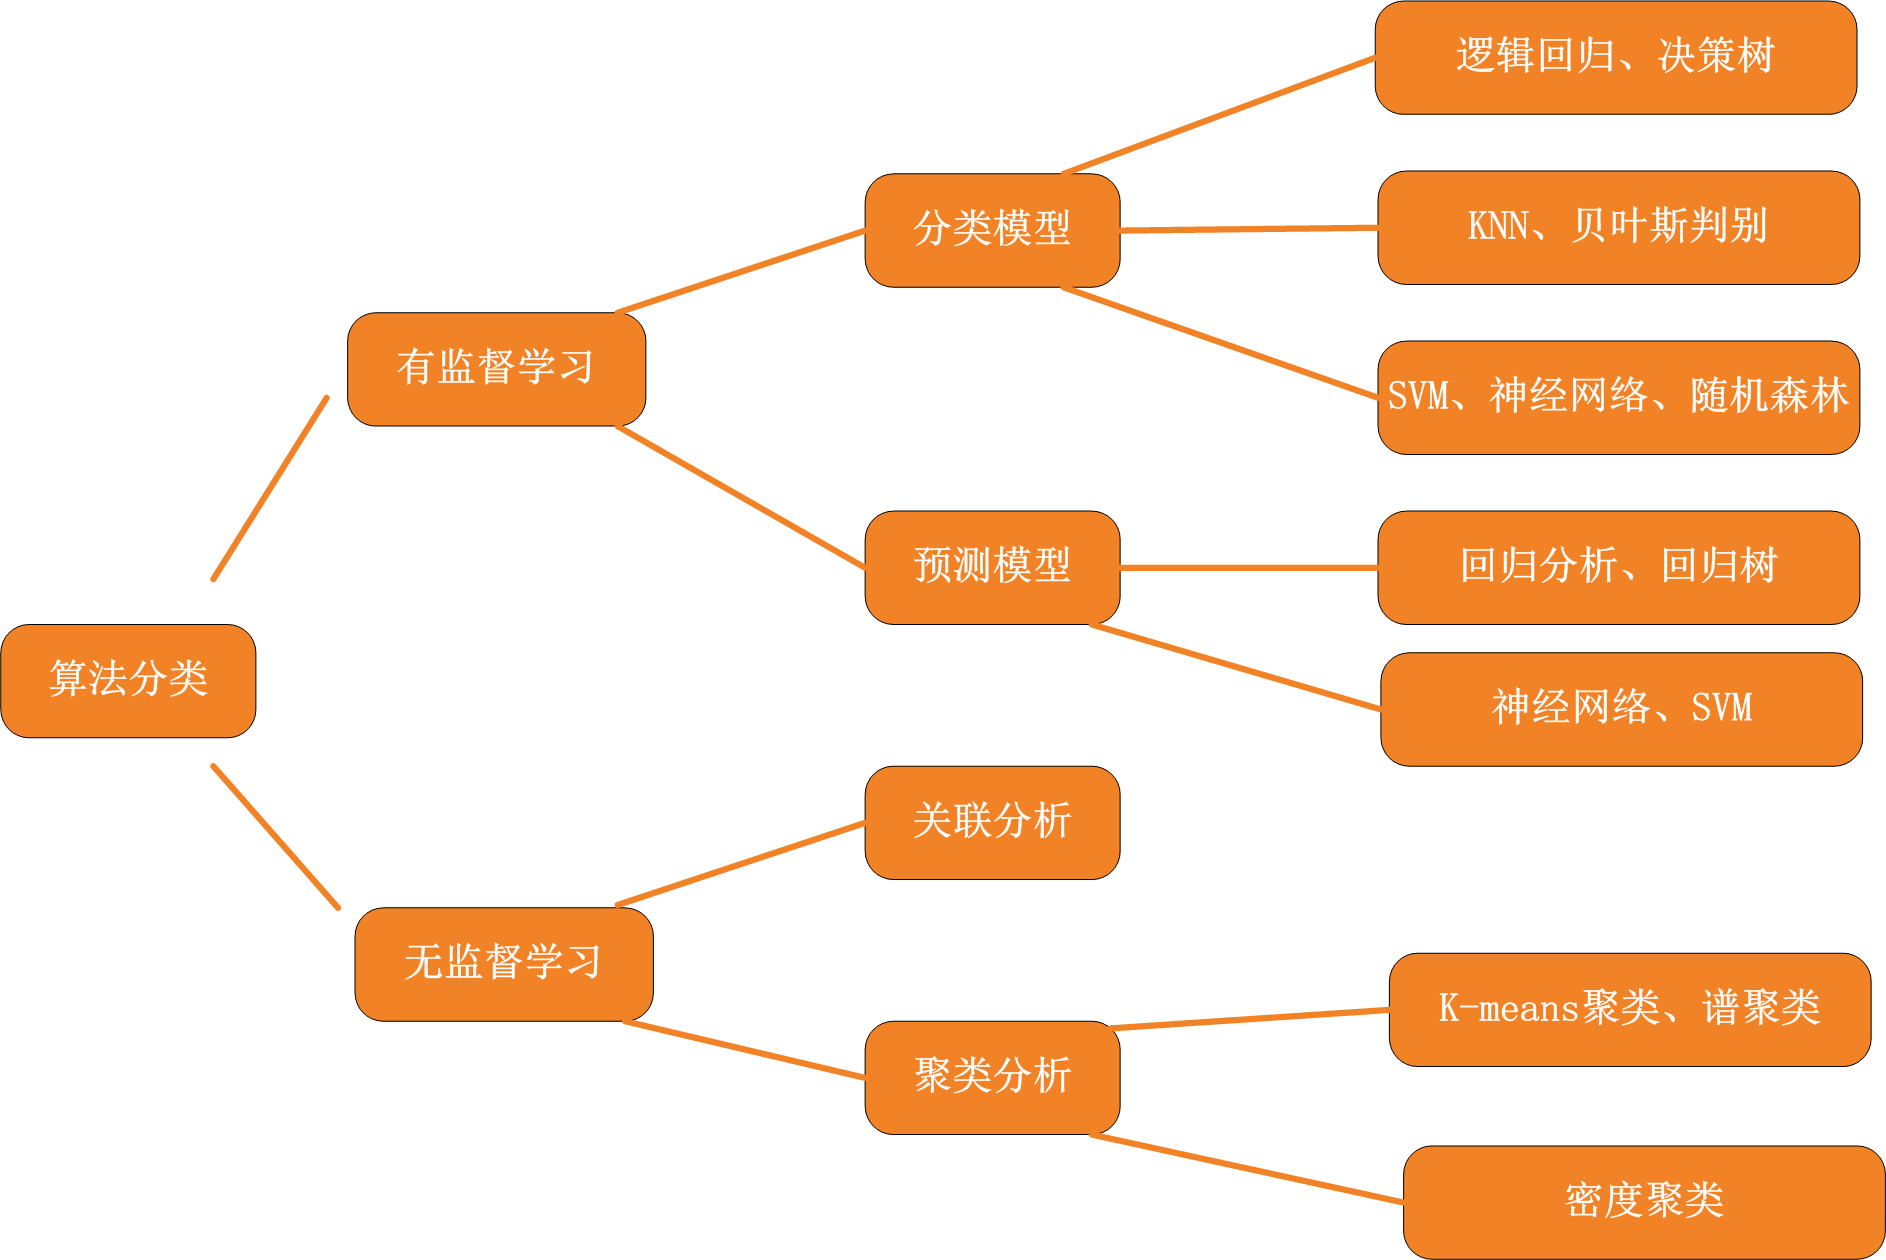 逻辑回归、决策树
分类模型
KNN、贝叶斯判别
有监督学习
SVM、神经网络、随机森林
预测模型
回归分析、回归树
算法分类
神经网络、SVM
关联分析
无监督学习
K-means聚类、谱聚类
聚类分析
密度聚类